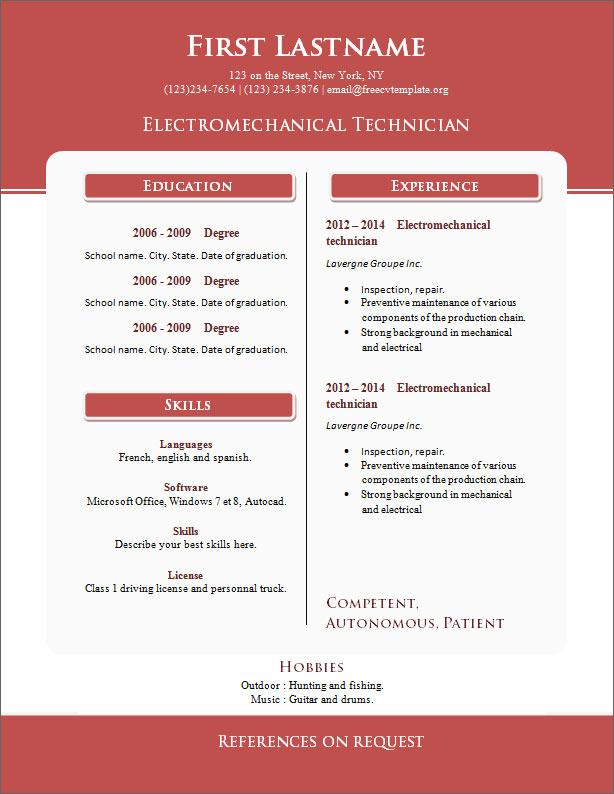 First Lastname
123 on the Street, New York, NY
(123)234-7654 | (123) 234-3876 | email@freecvtemplate.org
Electromechanical Technician
Education
2006 - 2009 Degree
School name. City. State. Date of graduation.
2006 - 2009 Degree
School name. City. State. Date of graduation.
2006 - 2009 Degree
School name. City. State. Date of graduation.
Skills
Languages
French, english and spanish.
Software
Microsoft Office, Windows 7 et 8, Autocad.
Skills
Describe your best skills here.
License
Class 1 driving license and personnal truck.
Experience
2012 – 2014 Electromechanical
technician
Lavergne Groupe Inc.
• Inspection, repair.
• Preventive maintenance of various
components of the production chain.
• Strong background in mechanical
and electrical
2012 – 2014 Electromechanical
technician
Lavergne Groupe Inc.
• Inspection, repair.
• Preventive maintenance of various
components of the production chain.
• Strong background in mechanical
and electrical
Competent,
Autonomous, Patient
Hobbies
Outdoor : Hunting and fishing.
Music : Guitar and drums.
References on request